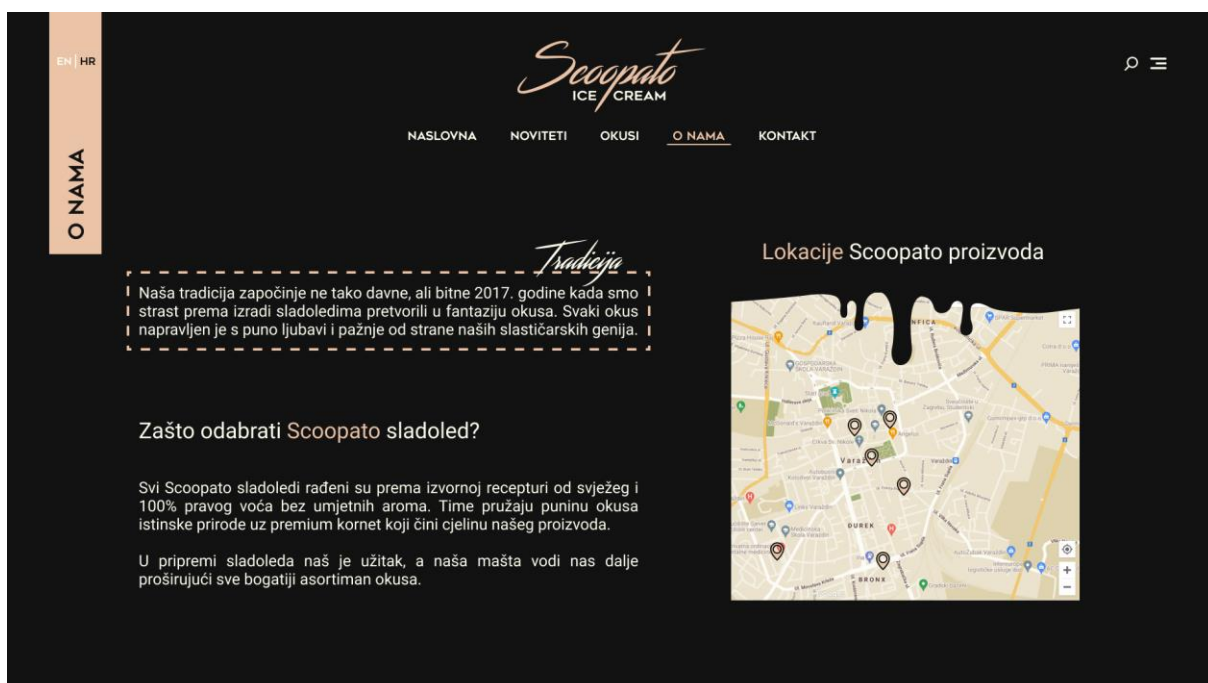 EN | HR
Scoopato
ICE CREAM
NASLOVNA NOVITETI OKUSI O NAMA KONTAKT
O NAMA
Tradicija
Naša tradicija započinje ne tako davne, ali bitne 2017. godine kada smo
strast prema izradi sladoledima pretvorili u fantaziju okusa. Svaki okus
napravljen je s puno ljubavi i pažnje od strane naših slastičarskih genija.
Zašto odabrati Scoopato sladoled?
Svi Scoopato sladoledi rađeni su prema izvornoj recepturi od svježeg i
100% pravog voća bez umjetnih aroma. Time pružaju puninu okusa
istinske prirode uz premium kornet koji čini cjelinu našeg proizvoda.
U pripremi sladoleda naš je užitak, a naša mašta vodi nas dalje
proširujući sve bogatiji asortiman okusa.
Lokacije Scoopato proizvoda
GOSPODARSKA
ŠKOLA VARAŽDIN
ĐUREK
BRONX